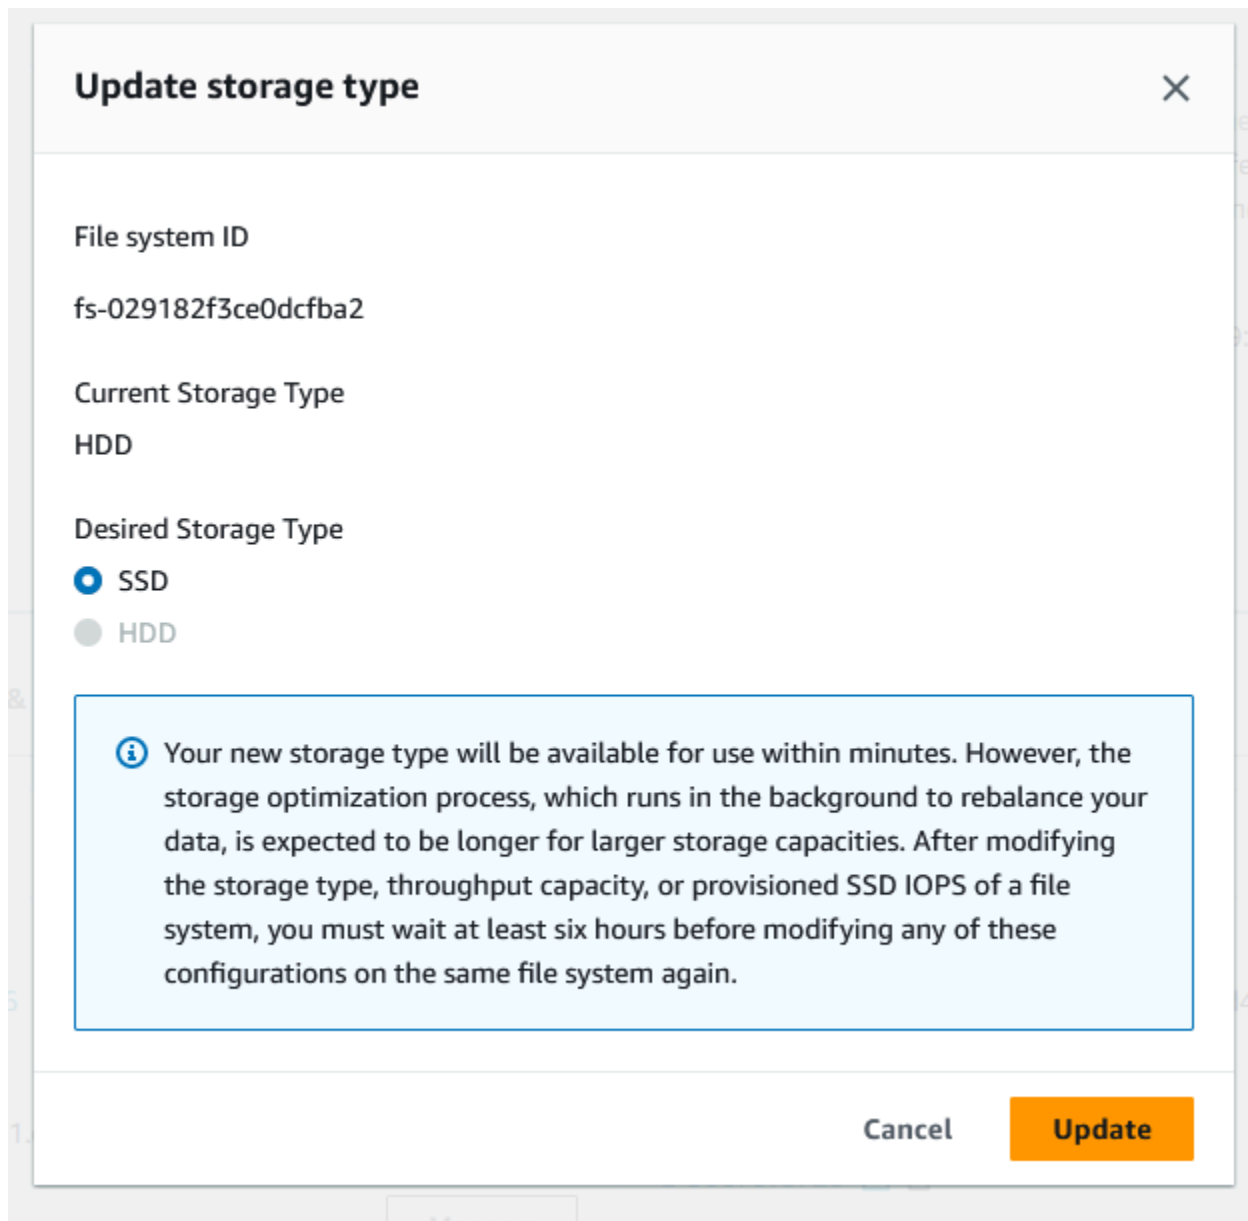 Update storage type
File system ID
fs-029182f3ce0dcfba2
Current Storage Type
HDD
Desired Storage Type
SSD
HDD
Your new storage type will be available for use within minutes. However, the
storage optimization process, which runs in the background to rebalance your
data, is expected to be longer for larger storage capacities. After modifying
the storage type, throughput capacity, or provisioned SSD IOPS of a file
system, you must wait at least six hours before modifying any of these
configurations on the same file system again.
Cancel
Update